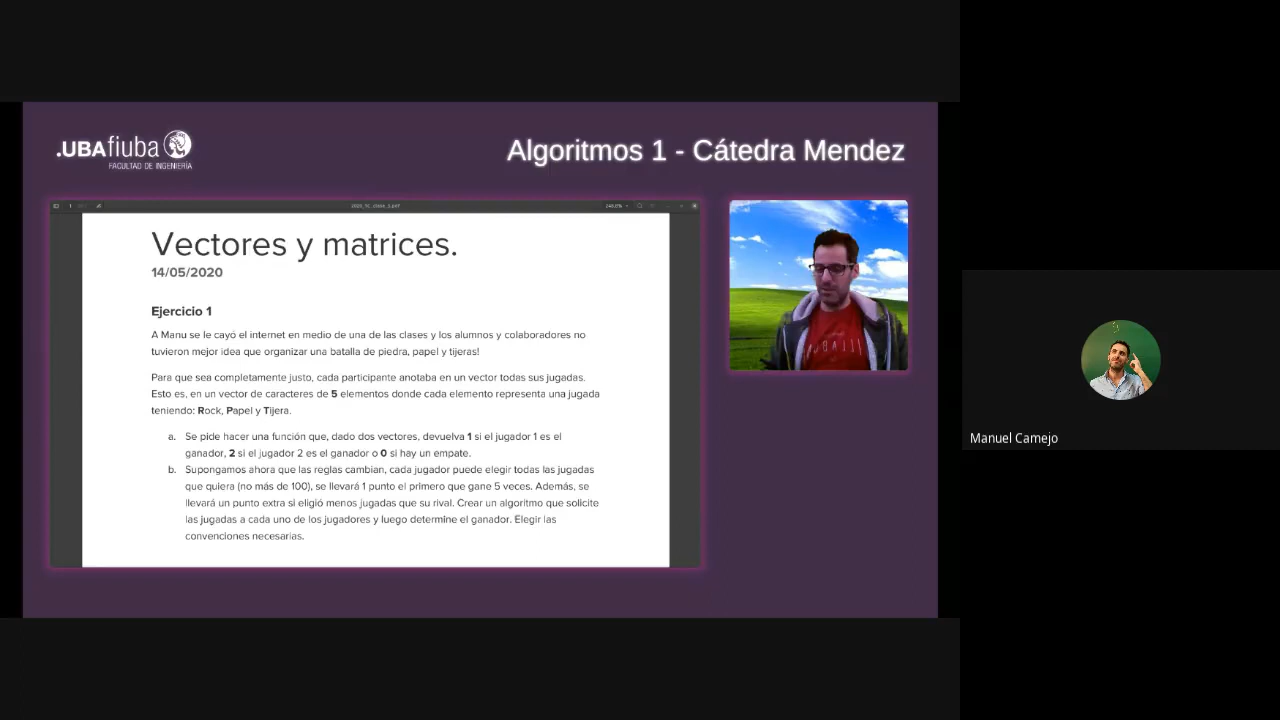 .UBAfiuba
FACULTAD DE INGENIERÍA
Algoritmos 1 - Cátedra Mendez
Vectores y matrices.
14/05/2020
Ejercicio 1
A Manu se le cayó el internet en medio de una de las clases y los alumnos y colaboradores no
tuvieron mejor idea que organizar una batalla de piedra, papel y tijeras!
Para que sea completamente justo, cada participante anotaba en un vector todas sus jugadas.
Esto es, en un vector de caracteres de 5 elementos donde cada elemento representa una jugada
teniendo: Rock, Papel y Tijera.
a. Se pide hacer una función que, dado dos vectores, devuelva 1 si el jugador 1 es el
ganador, 2 si el jugador 2 es el ganador o 0 si hay un empate.
b. Supongamos ahora que las reglas cambian, cada jugador puede elegir todas las jugadas
que quiera (no más de 100), se llevará 1 punto el primero que gane 5 veces. Además, se
llevará un punto extra si eligió menos jugadas que su rival. Crear un algoritmo que solicite
las jugadas a cada uno de los jugadores y luego determine el ganador. Elegir las
convenciones necesarias.
Manuel Camejo